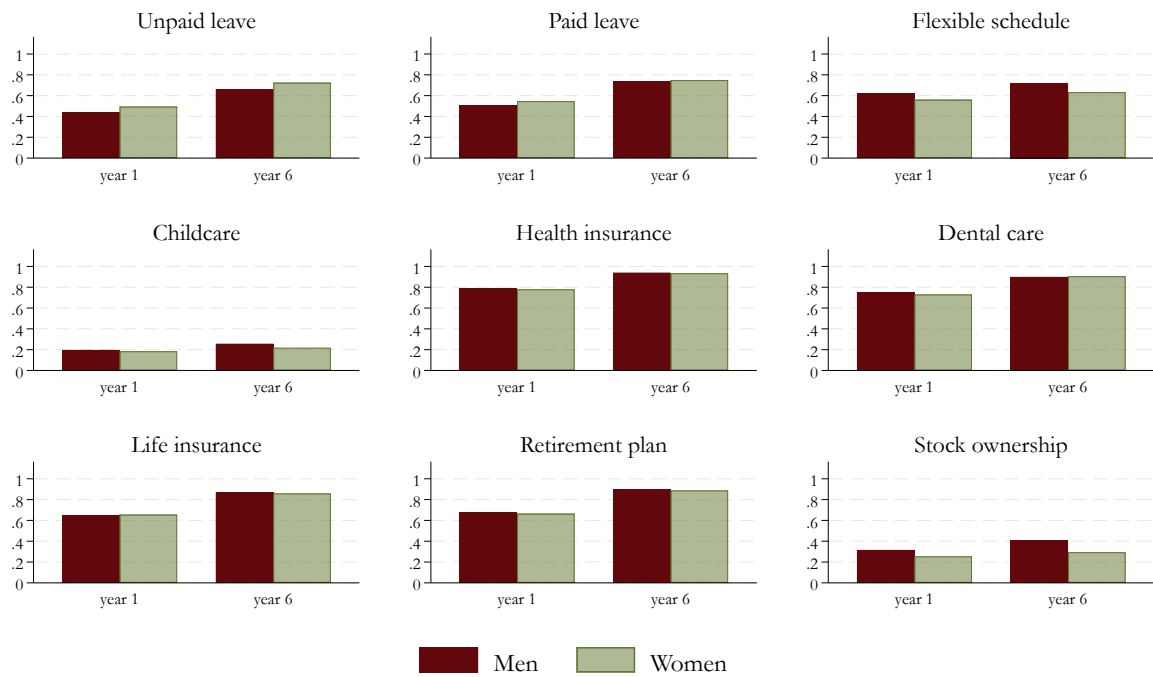 Unpaid leave
1
.8
.6
.4
.2
0
year 1 year 6
Paid leave
1
.8
.6
.4
.2
0
year 1 year 6
Flexible schedule
1
.8
.6
.4
.2
0
year 1 year 6
Childcare
1
.8
.6
.4
.2
0
year 1 year 6
Health insurance
1
.8
.6
.4
.2
0
year 1 year 6
Dental care
1
.8
.6
.4
.2
0
year 1 year 6
Life insurance
1
.8
.6
.4
.2
0
year 1 year 6
Retirement plan
1
.8
.6
.4
.2
0
year 1 year 6
Stock ownership
1
.8
.6
.4
.2
0
year 1 year 6
Men Women